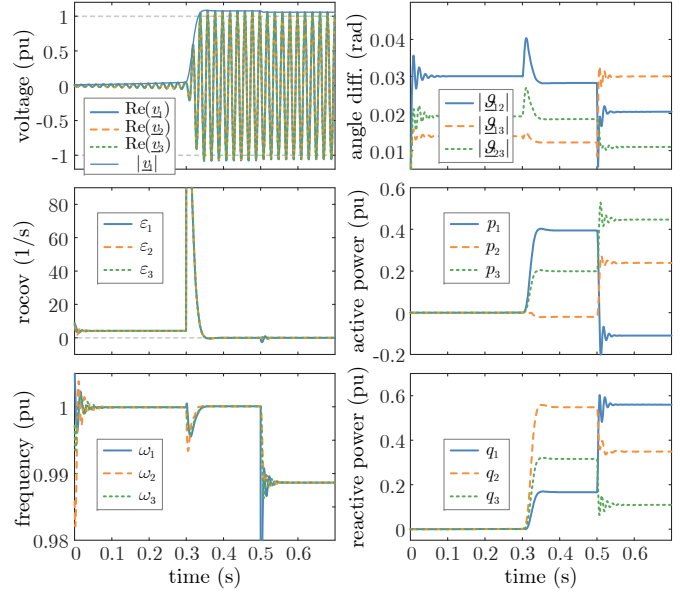 voltage (pu)
1
0.5
0
-0.5
-1
Re(v₁)
Re(v₂)
Re(v₃)
|v₁|
angle diff. (rad)
0.04
0.03
0.02
0.01
|ϑ₁₂|
|ϑ₁₃|
|ϑ₂₃|
rocov (1/s)
80
60
40
20
0
ε₁
ε₂
ε₃
active power (pu)
0.6
0.4
0.2
0
-0.2
p₁
p₂
p₃
frequency (pu)
1
0.99
0.98
ω₁
ω₂
ω₃
0 0.1 0.2 0.3 0.4 0.5 0.6
time (s)
reactive power (pu)
0.6
0.4
0.2
0
q₁
q₂
q₃
0 0.1 0.2 0.3 0.4 0.5 0.6
time (s)